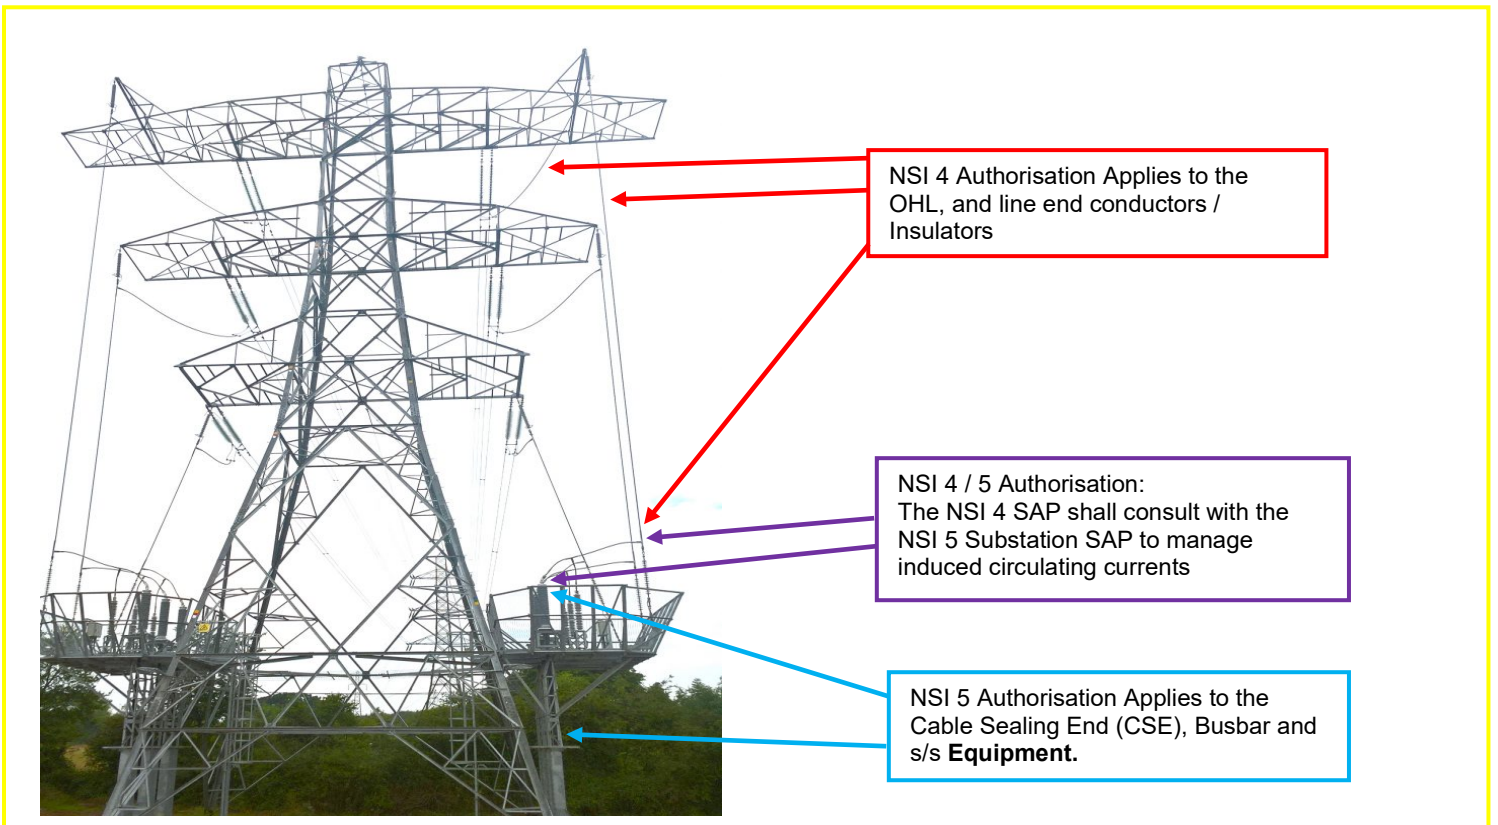 NSI 4 Authorisation Applies to the
OHL, and line end conductors /
Insulators
NSI 4 / 5 Authorisation:
The NSI 4 SAP shall consult with the
NSI 5 Substation SAP to manage
induced circulating currents
NSI 5 Authorisation Applies to the
Cable Sealing End (CSE), Busbar and
s/s Equipment.